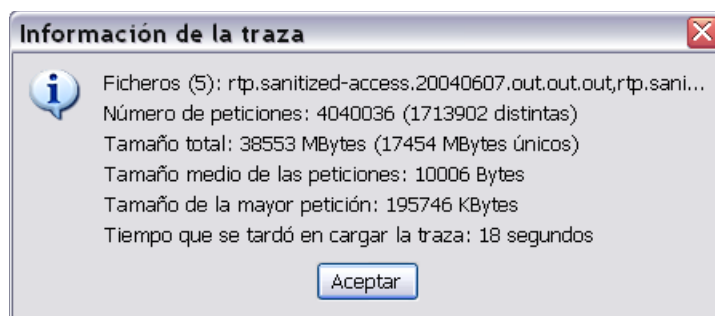 Información de la traza
Ficheros (5): rtp.sanitized-access.20040607.out.out.out,rtp.sani...
Número de peticiones: 4040036 (1713902 distintas)
Tamaño total: 38553 MBytes (17454 MBytes únicos)
Tamaño medio de las peticiones: 10006 Bytes
Tamaño de la mayor petición: 195746 KBytes
Tiempo que se tardó en cargar la traza: 18 segundos
Aceptar